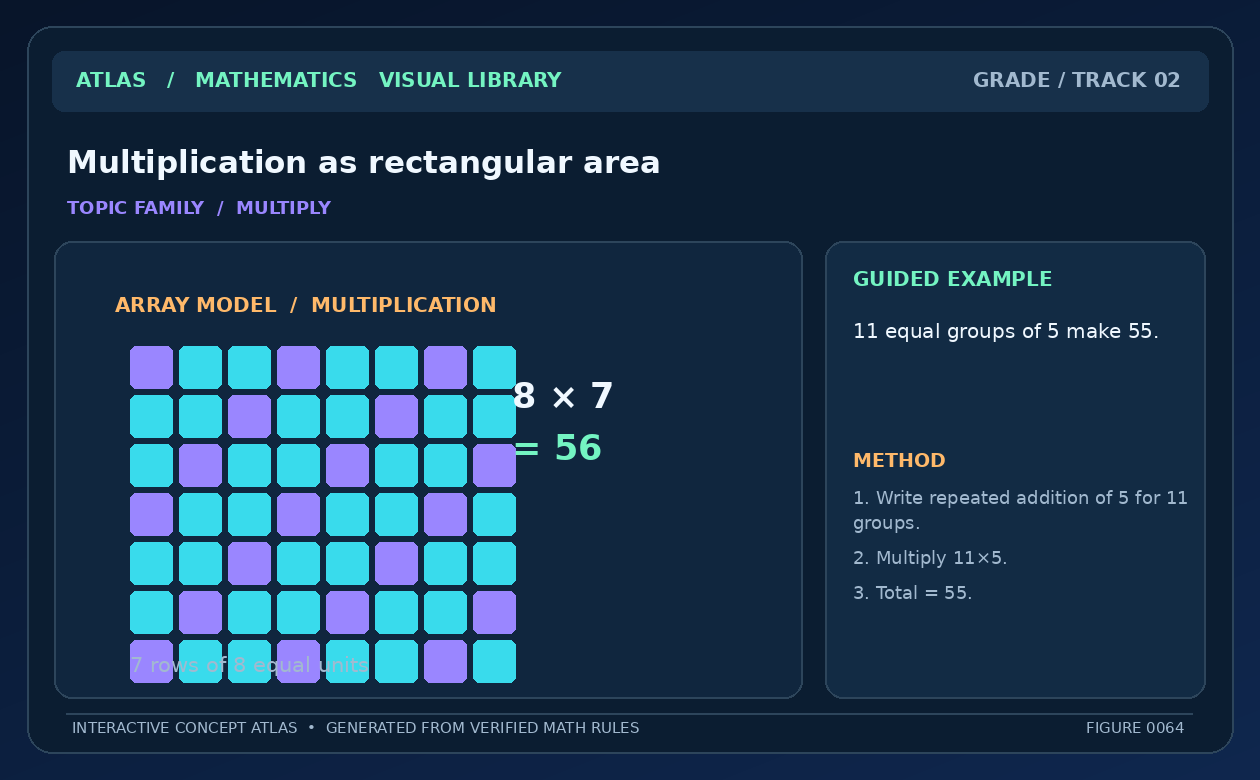 ATLAS / MATHEMATICS VISUAL LIBRARY
GRADE / TRACK 02
Multiplication as rectangular area
TOPIC FAMILY / MULTIPLY
ARRAY MODEL / MULTIPLICATION
8 × 7
= 56
7 rows of 8 equal units
GUIDED EXAMPLE
11 equal groups of 5 make 55.
METHOD
1. Write repeated addition of 5 for 11
groups.
2. Multiply 11×5.
3. Total = 55.
INTERACTIVE CONCEPT ATLAS • GENERATED FROM VERIFIED MATH RULES
FIGURE 0064